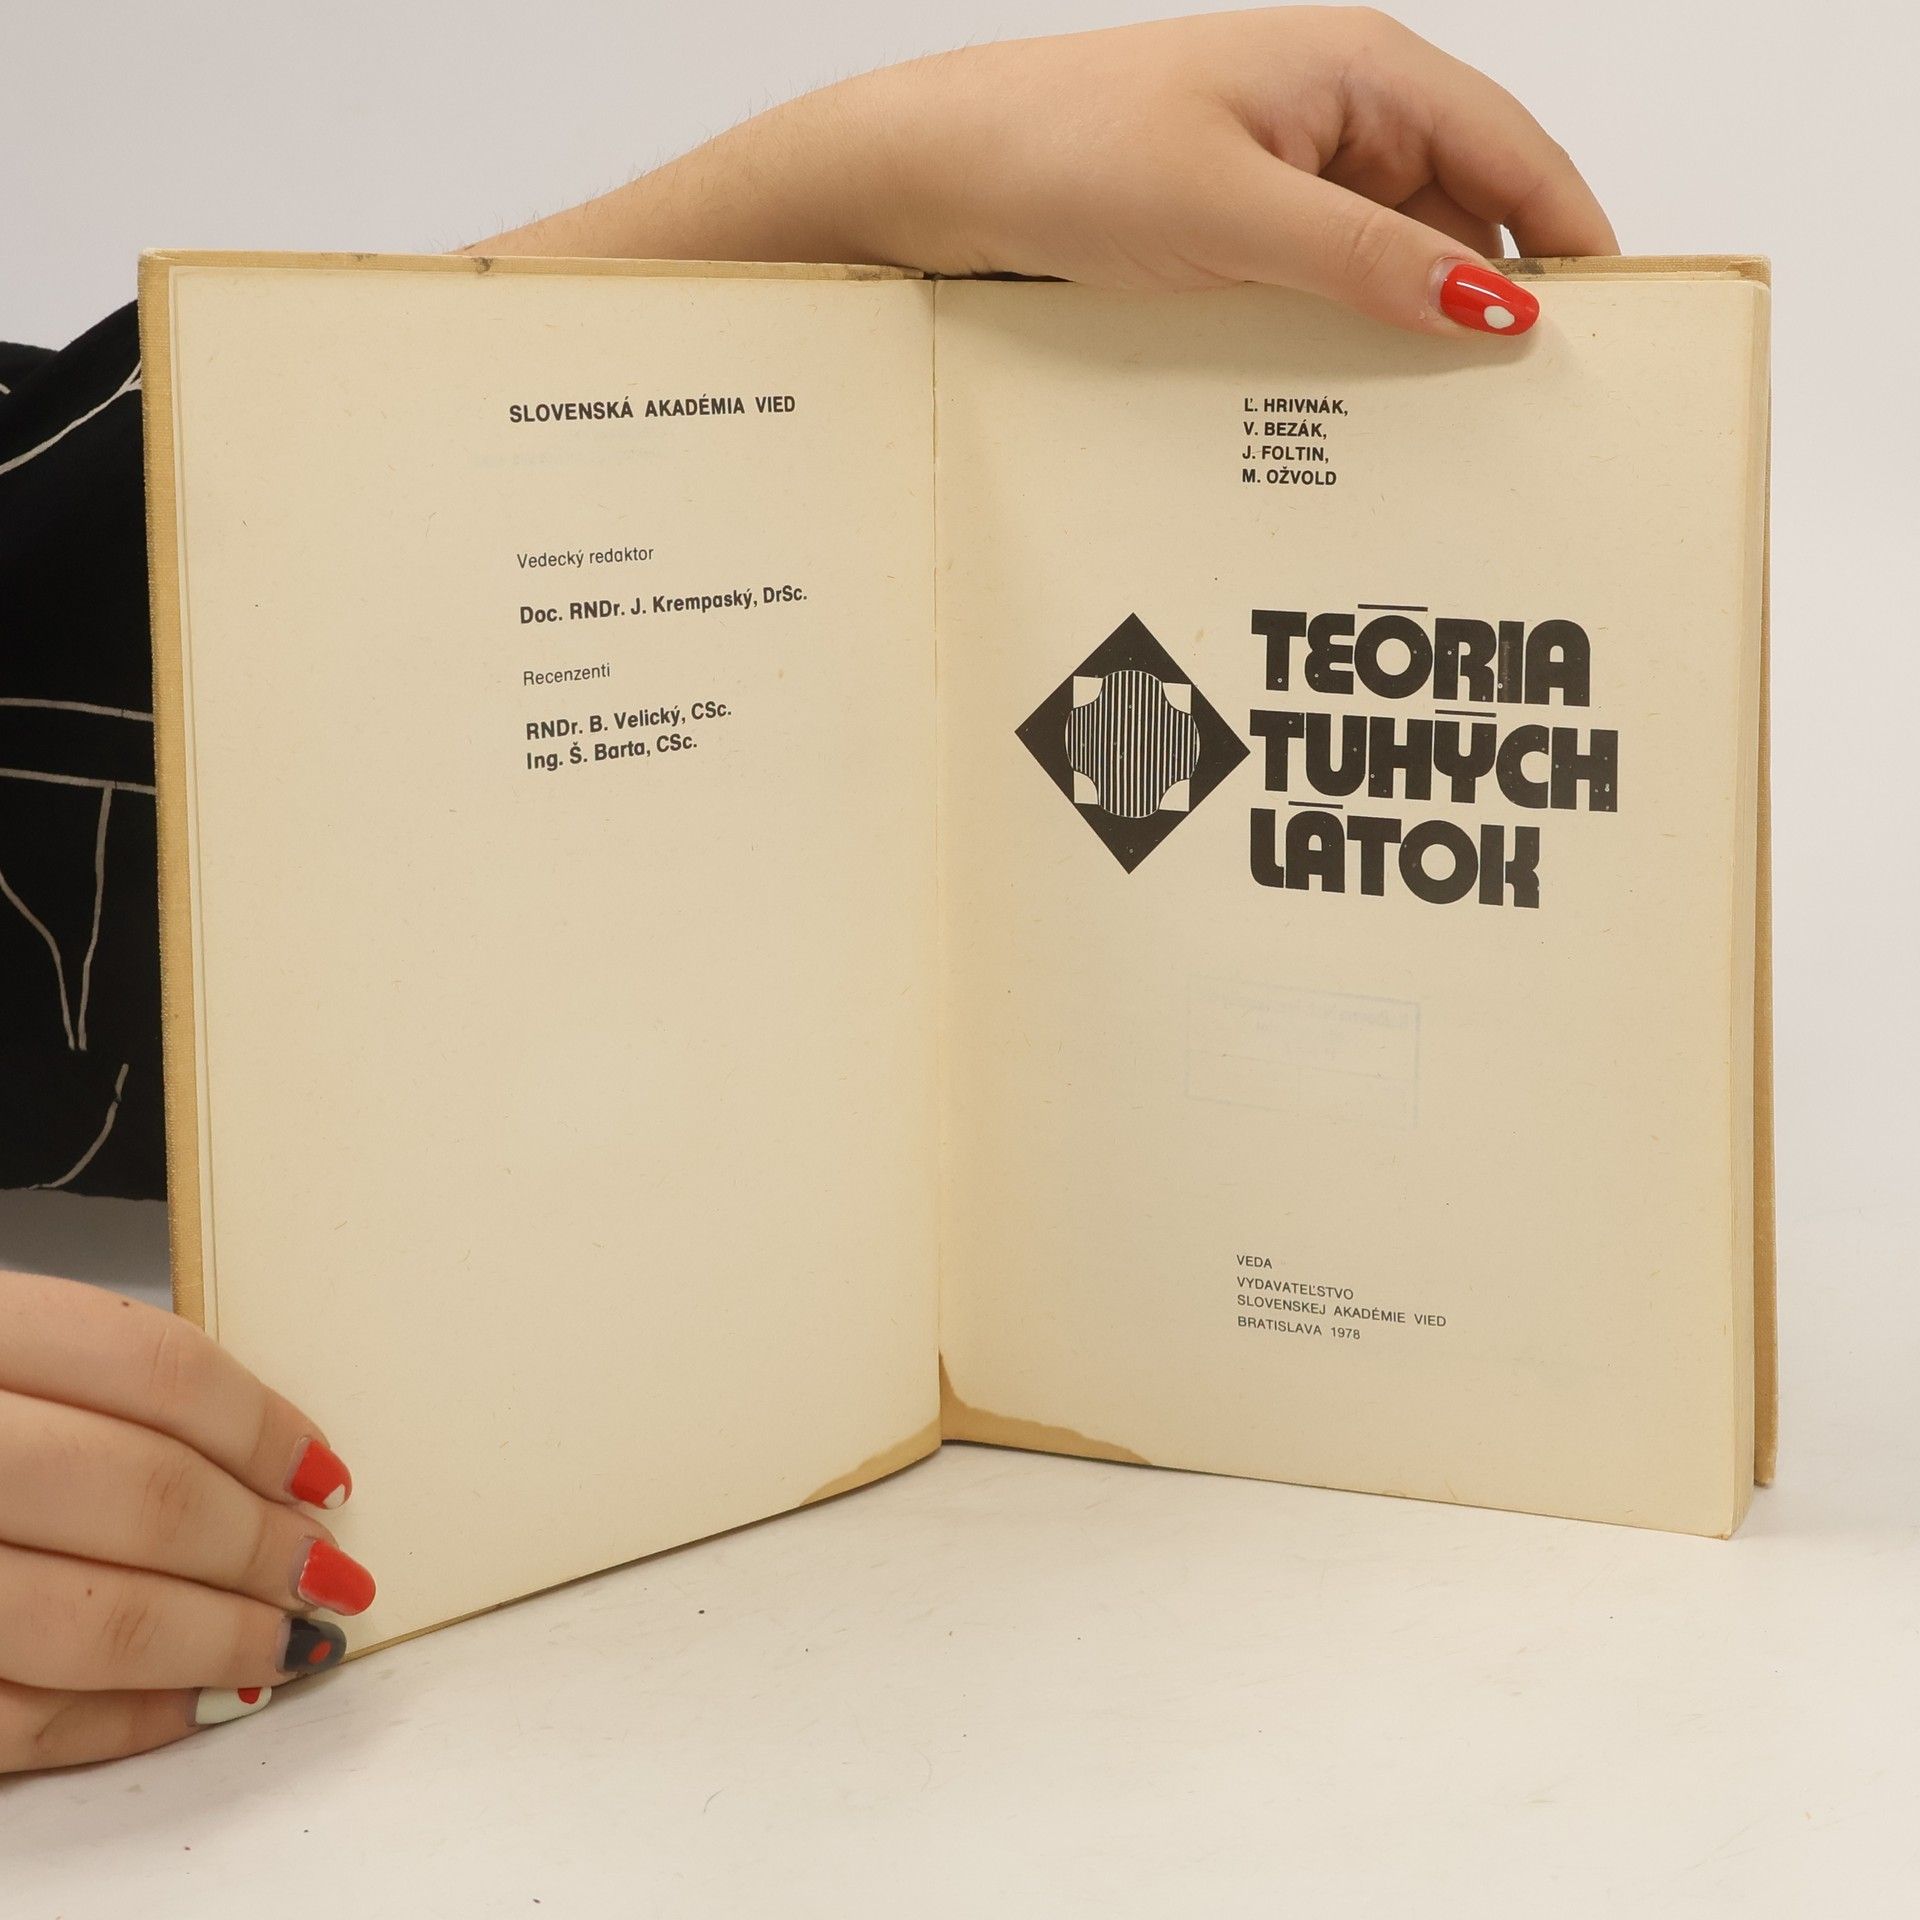 SLOVENSKÁ AKADÉMIA VIED
Vedecký redaktor
Doc. RNDr. J. Krempaský, DrSc.
Recenzenti
RNDr. B. Velický, CSc.
Ing. Š. Barta, CSc.
Ľ. HRIVNÁK,
V. BEZÁK,
J. FOLTIN,
M. OŽVOLD
TEÓRIA
TUHÝCH
LÁTOK
VEDA
VYDAVATEĽSTVO
SLOVENSKEJ AKADÉMIE VIED
BRATISLAVA 1978